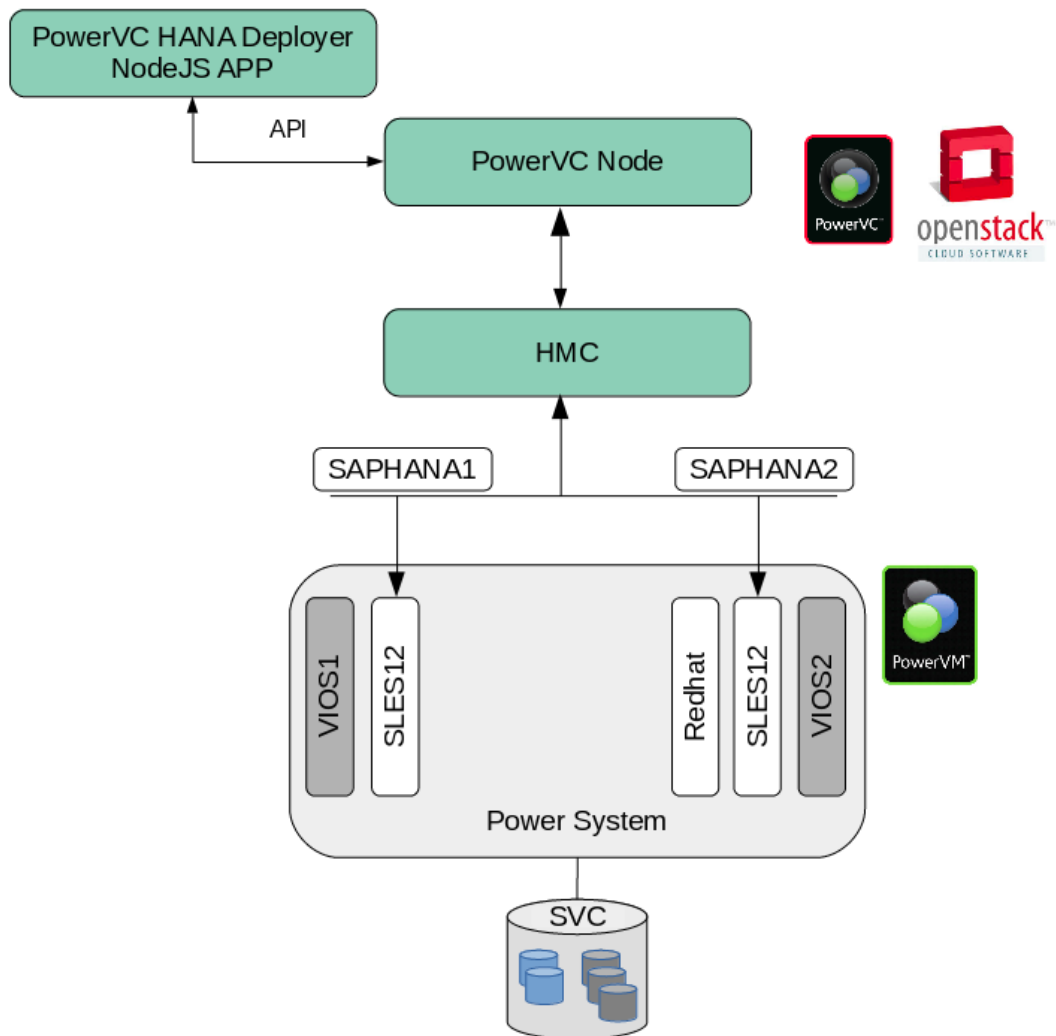 PowerVC HANA Deployer
NodeJS APP
API
PowerVC Node
PowerVC™
openstack™
CLOUD SOFTWARE
HMC
SAPHANA1
SAPHANA2
VIOS1
SLES12
Redhat
SLES12
VIOS2
PowerVM™
Power System
SVC